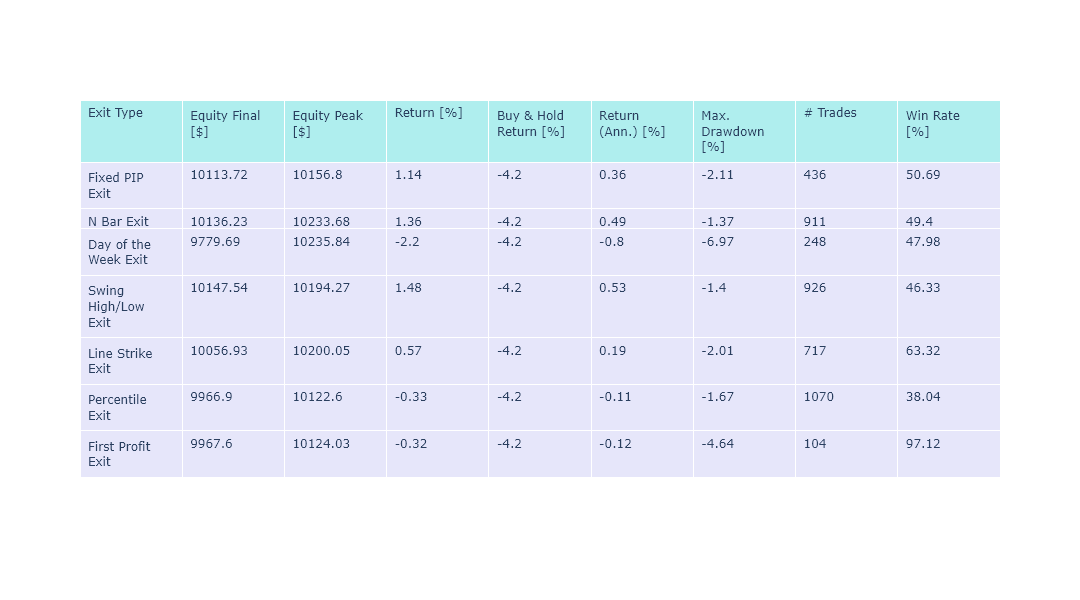 Exit Type Equity Final [$] Equity Peak [$] Return [%] Buy & Hold Return [%] Return (Ann.) [%] Max. Drawdown [%] # Trades Win Rate [%]
Fixed PIP Exit 10113.72 10156.8 1.14 -4.2 0.36 -2.11 436 50.69
N Bar Exit 10136.23 10233.68 1.36 -4.2 0.49 -1.37 911 49.4
Day of the Week Exit 9779.69 10235.84 -2.2 -4.2 -0.8 -6.97 248 47.98
Swing High/Low Exit 10147.54 10194.27 1.48 -4.2 0.53 -1.4 926 46.33
Line Strike Exit 10056.93 10200.05 0.57 -4.2 0.19 -2.01 717 63.32
Percentile Exit 9966.9 10122.6 -0.33 -4.2 -0.11 -1.67 1070 38.04
First Profit Exit 9967.6 10124.03 -0.32 -4.2 -0.12 -4.64 104 97.12